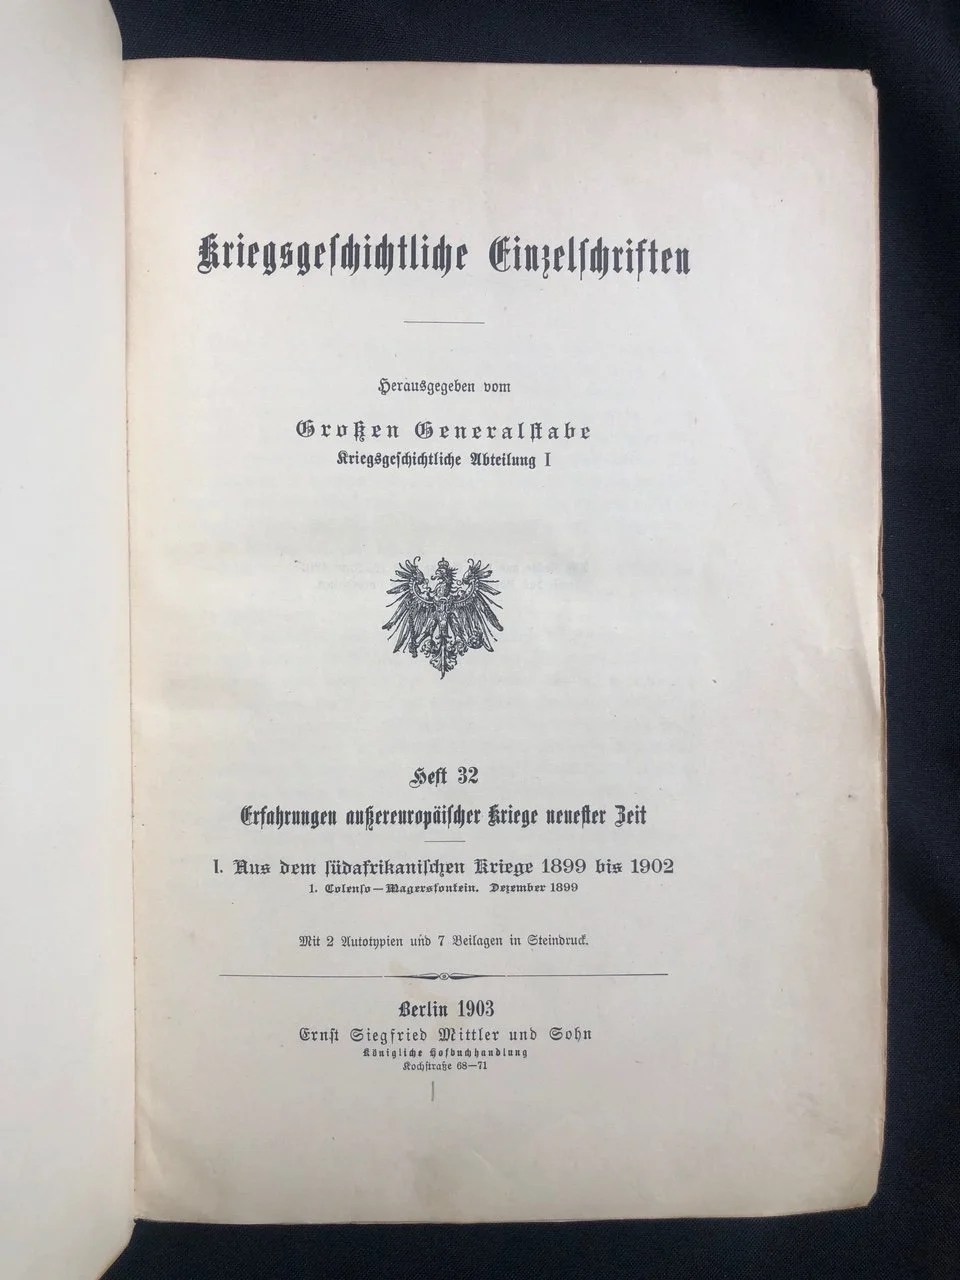 Kriegsgeschichtliche Einzelschriften
Herausgegeben vom
Großen Generalstabe
Kriegsgeschichtliche Abteilung I
Heft 32
Erfahrungen außereuropäischer Kriege neuester Zeit
I. Aus dem südafrikanischen Kriege 1899 bis 1902
1. Colenso—Magersfontein. Dezember 1899
Mit 2 Autotypien und 7 Beilagen in Steindruck.
Berlin 1903
Ernst Siegfried Mittler und Sohn
Königliche Hofbuchhandlung
Kochstraße 68—71